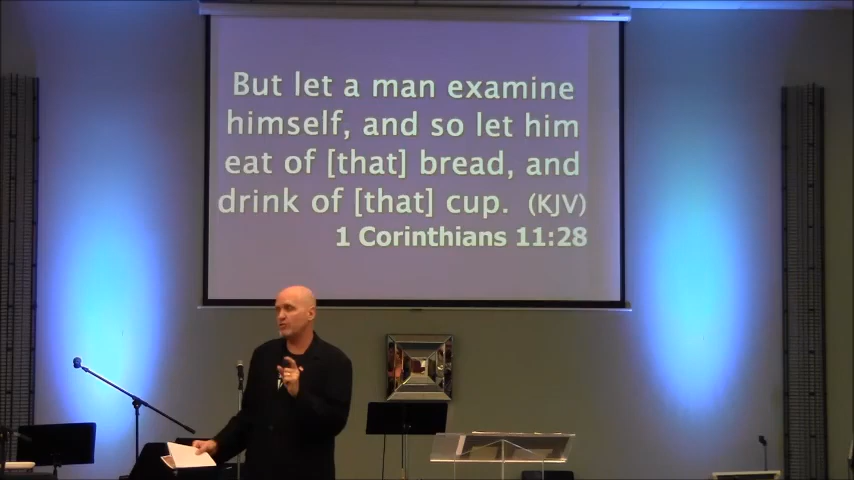 But let a man examine
himself, and so let him
eat of [that] bread, and
drink of [that] cup. (KJV)
1 Corinthians 11:28